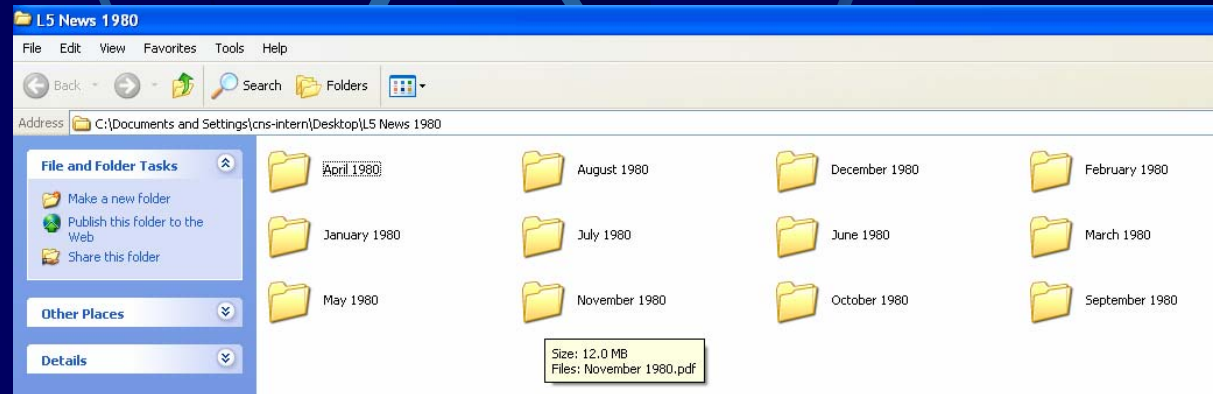 L5 News 1980
File Edit View Favorites Tools Help
Back Search Folders
Address C:\Documents and Settings\cns-intern\Desktop\L5 News 1980
File and Folder Tasks
Make a new folder
Publish this folder to the
Web
Share this folder
Other Places
Details
April 1980 August 1980 December 1980 February 1980
January 1980 July 1980 June 1980 March 1980
May 1980 November 1980 October 1980 September 1980
Size: 12.0 MB
Files: November 1980.pdf